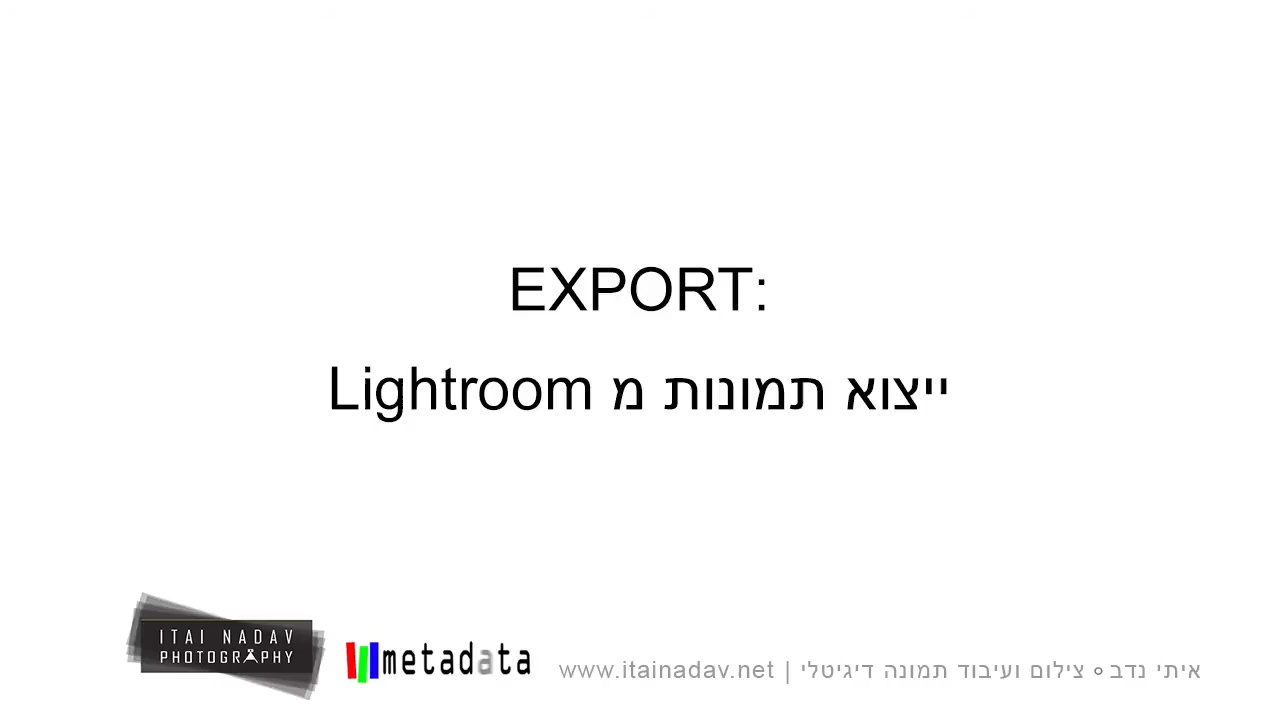 EXPORT:
ייצוא תמונות מ Lightroom
ITAI NADAV
PHOTOGRAPHY
metadata
איתי נדב ∘ צילום ועיבוד תמונה דיגיטלי | www.itainadav.net